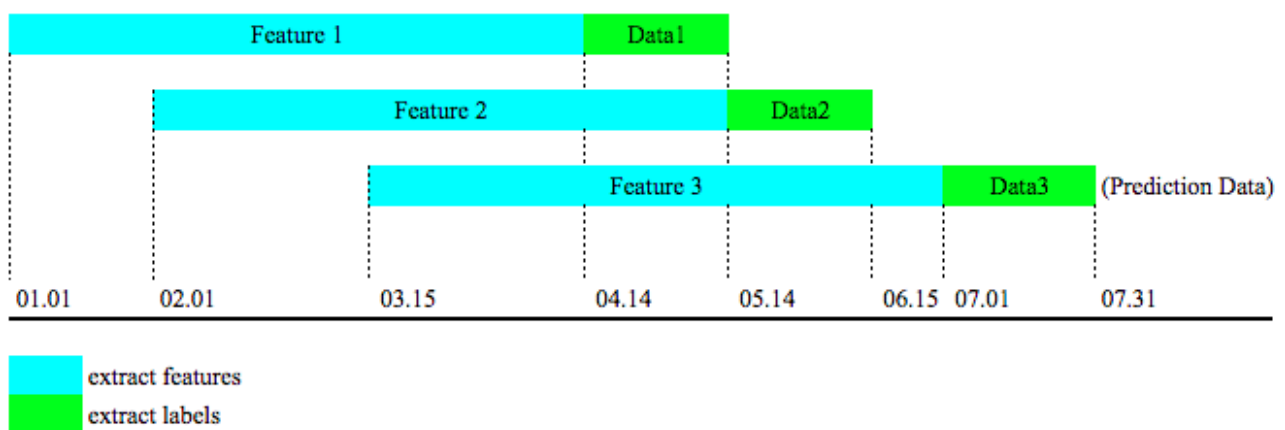 Feature 1 Data1
Feature 2 Data2
Feature 3 Data3 (Prediction Data)
01.01 02.01 03.15 04.14 05.14 06.15 07.01 07.31
extract features
extract labels